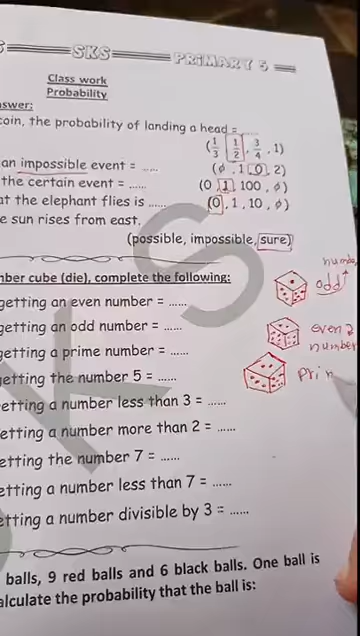 SKS PRIMARY 5
Class work
Probability
nswer:
coin, the probability of landing a head = ......
(1/3, 1/2, 3/4, 1)
an impossible event = ..... (φ, 1, 0, 2)
the certain event = ...... (0, 1, 100, φ)
at the elephant flies is ...... (0, 1, 10, φ)
e sun rises from east.
(possible, impossible, sure)
mber cube (die), complete the following:
getting an even number = ......
odd
getting an odd number = ......
even
number
getting a prime number = ......
prin
getting the number 5 = ......
etting a number less than 3 = ......
etting a number more than 2 = ......
etting the number 7 = ......
etting a number less than 7 = ......
etting a number divisible by 3 = ......
balls, 9 red balls and 6 black balls. One ball is
alculate the probability that the ball is:
SKS